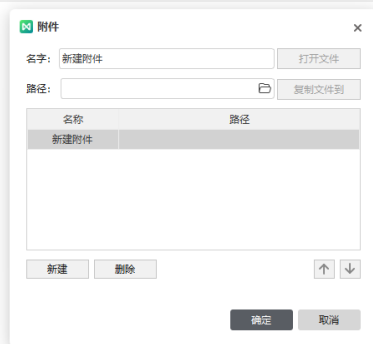 附件
名字： 新建附件 打开文件
路径： 复制文件到
名称 路径
新建附件
新建 删除
确定 取消